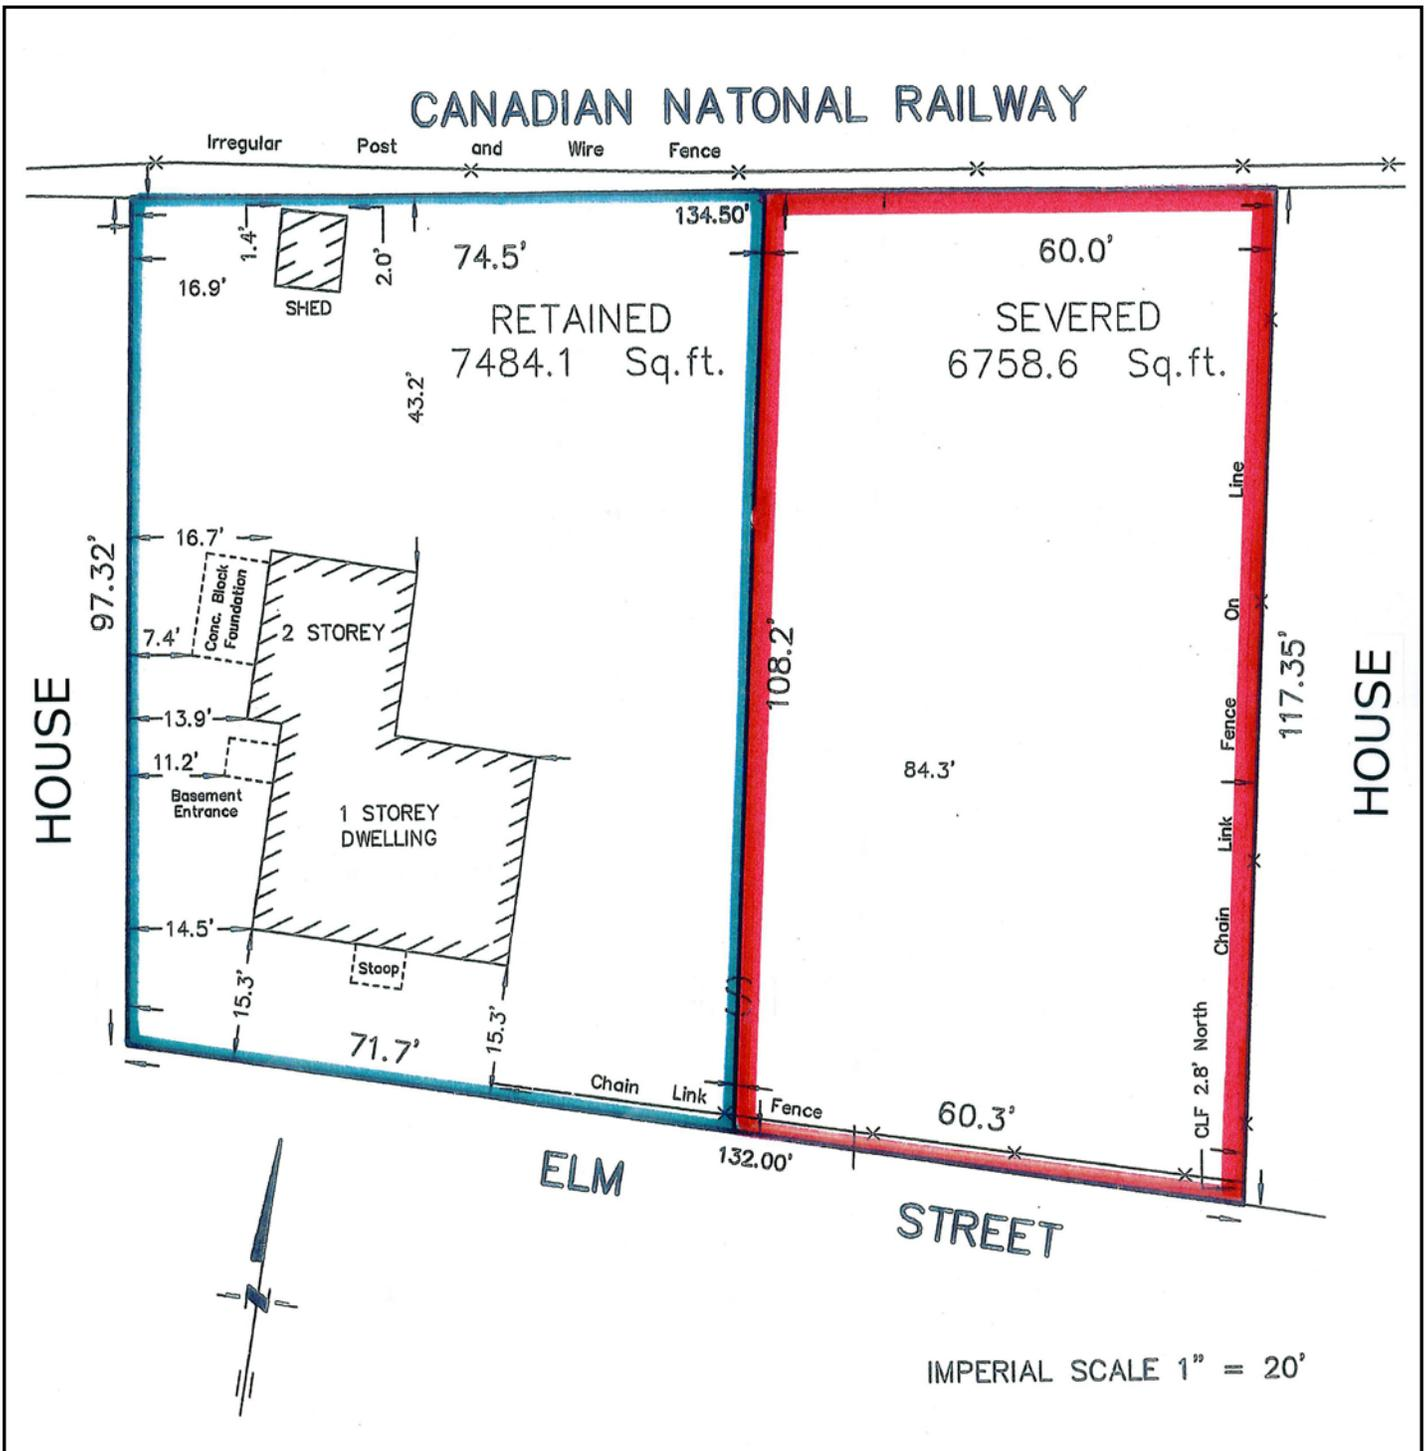 CANADIAN NATONAL RAILWAY
Irregular Post and Wire Fence
134.50'
1.4'
2.0'
74.5'
60.0'
16.9'
SHED
RETAINED
7484.1 Sq.ft.
SEVERED
6758.6 Sq.ft.
43.2'
97.32'
16.7'
Conc. Block
Foundation
2 STOREY
7.4'
13.9'
11.2'
Basement
Entrance
1 STOREY
DWELLING
14.5'
15.3'
Stoop
15.3'
71.7'
108.2'
84.3'
Chain Link Fence On Line
117.35'
HOUSE
HOUSE
CLF 2.8' North
Chain Link Fence
60.3'
132.00'
ELM STREET
IMPERIAL SCALE 1" = 20'